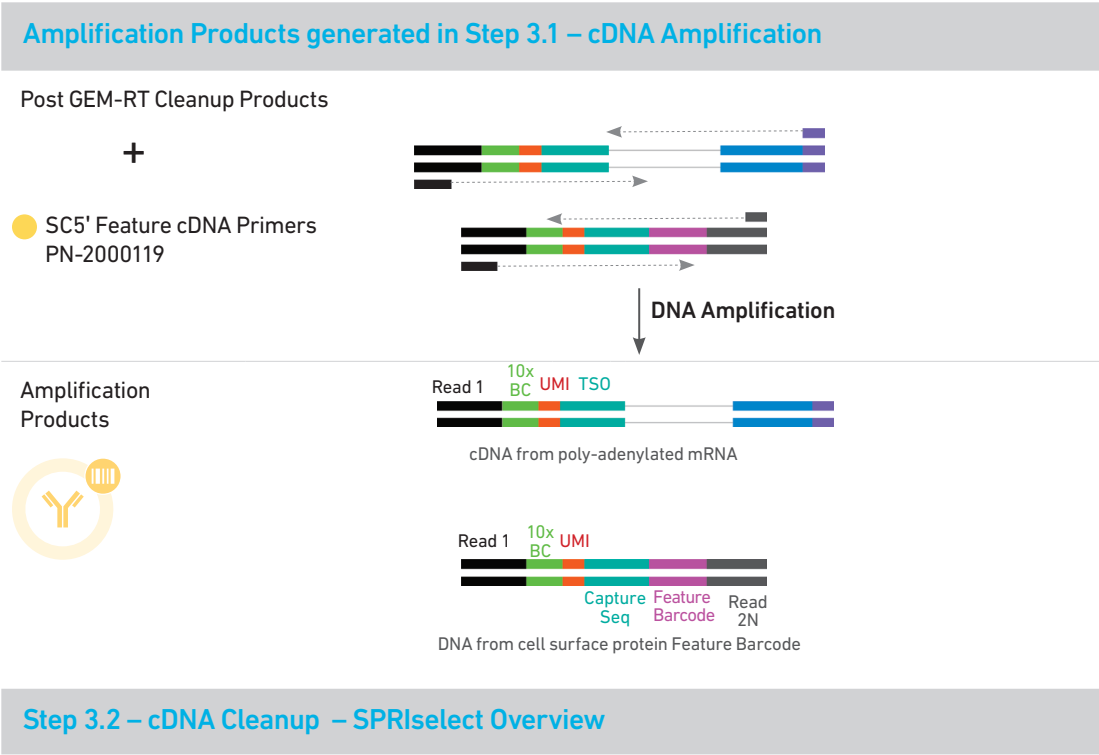 Amplification Products generated in Step 3.1 – cDNA Amplification
Post GEM-RT Cleanup Products
+
SC5' Feature cDNA Primers
PN-2000119
DNA Amplification
Amplification
Products
Read 1
10x
BC
UMI
TSO
cDNA from poly-adenylated mRNA
Read 1
10x
BC
UMI
Capture
Seq
Feature
Barcode
Read
2N
DNA from cell surface protein Feature Barcode
Step 3.2 – cDNA Cleanup – SPRIselect Overview